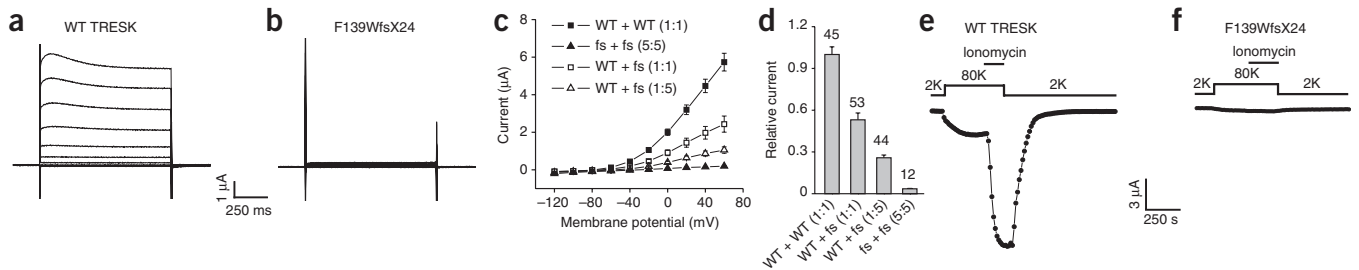 a
WT TRESK
1 μA
250 ms
b
F139WfsX24
c
Current (μA)
8
6
4
2
0
WT + WT (1:1)
fs + fs (5:5)
WT + fs (1:1)
WT + fs (1:5)
−120 −80 −40 0 40 80
Membrane potential (mV)
d
Relative current
1.2
0.9
0.6
0.3
0
45
53
44
12
WT + WT (1:1)
WT + fs (1:1)
WT + fs (1:5)
fs + fs (5:5)
e
WT TRESK
Ionomycin
2K 80K 2K
f
F139WfsX24
Ionomycin
2K 80K 2K
3 μA
250 s